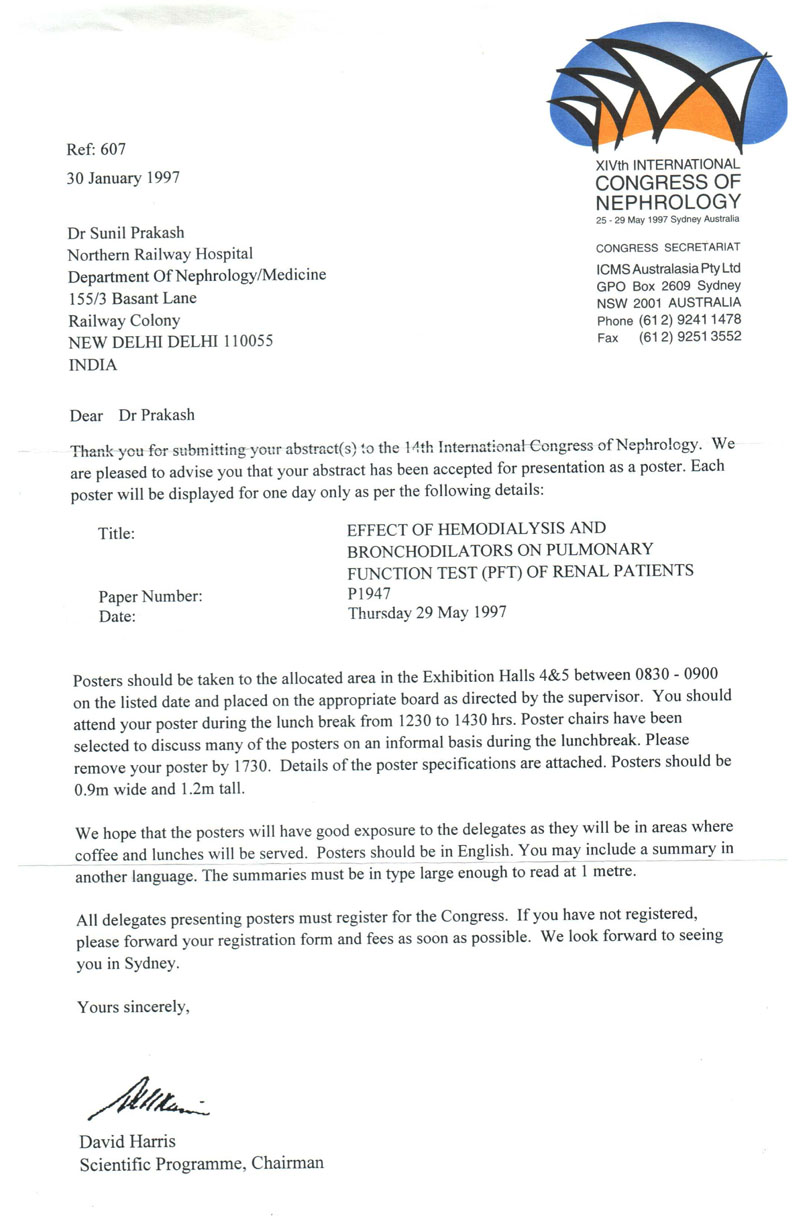 XIVth INTERNATIONAL
CONGRESS OF
NEPHROLOGY
25 - 29 May 1997 Sydney Australia
CONGRESS SECRETARIAT
ICMS Australasia Pty Ltd
GPO Box 2609 Sydney
NSW 2001 AUSTRALIA
Phone (61 2) 9241 1478
Fax (61 2) 9251 3552
Ref: 607
30 January 1997
Dr Sunil Prakash
Northern Railway Hospital
Department Of Nephrology/Medicine
155/3 Basant Lane
Railway Colony
NEW DELHI DELHI 110055
INDIA
Dear Dr Prakash
Thank you for submitting your abstract(s) to the 14th International Congress of Nephrology. We
are pleased to advise you that your abstract has been accepted for presentation as a poster. Each
poster will be displayed for one day only as per the following details:
Title: EFFECT OF HEMODIALYSIS AND
BRONCHODILATORS ON PULMONARY
FUNCTION TEST (PFT) OF RENAL PATIENTS
Paper Number: P1947
Date: Thursday 29 May 1997
Posters should be taken to the allocated area in the Exhibition Halls 4&5 between 0830 - 0900
on the listed date and placed on the appropriate board as directed by the supervisor. You should
attend your poster during the lunch break from 1230 to 1430 hrs. Poster chairs have been
selected to discuss many of the posters on an informal basis during the lunchbreak. Please
remove your poster by 1730. Details of the poster specifications are attached. Posters should be
0.9m wide and 1.2m tall.
We hope that the posters will have good exposure to the delegates as they will be in areas where
coffee and lunches will be served. Posters should be in English. You may include a summary in
another language. The summaries must be in type large enough to read at 1 metre.
All delegates presenting posters must register for the Congress. If you have not registered,
please forward your registration form and fees as soon as possible. We look forward to seeing
you in Sydney.
Yours sincerely,
David Harris
Scientific Programme, Chairman